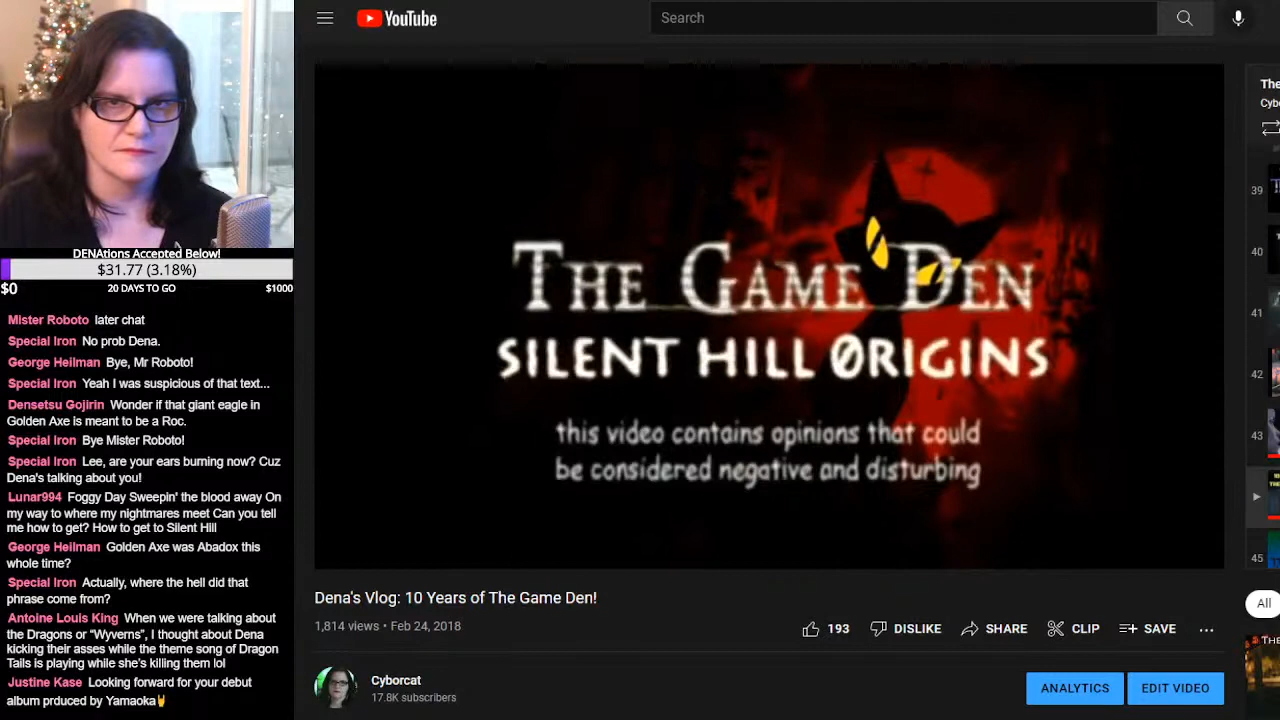 YouTube
Search
DENAtions Accepted Below!
$31.77 (3.18%)
$0 20 DAYS TO GO $1000
Mister Roboto later chat
Special Iron No prob Dena.
George Heilman Bye, Mr Roboto!
Special Iron Yeah I was suspicious of that text...
Densetsu Gojirin Wonder if that giant eagle in
Golden Axe is meant to be a Roc.
Special Iron Bye Mister Roboto!
Special Iron Lee, are your ears burning now? Cuz
Dena's talking about you!
Lunar994 Foggy Day Sweepin' the blood away On
my way to where my nightmares meet Can you tell
me how to get? How to get to Silent Hill
George Heilman Golden Axe was Abadox this
whole time?
Special Iron Actually, where the hell did that
phrase come from?
Antoine Louis King When we were talking about
the Dragons or “Wyverns”, I thought about Dena
kicking their asses while the theme song of Dragon
Tails is playing while she’s killing them lol
Justine Kase Looking forward for your debut
album prduced by Yamaoka🤘
THE GAME DEN
SILENT HILL 0RIGINS
this video contains opinions that could
be considered negative and disturbing
Dena's Vlog: 10 Years of The Game Den!
1,814 views • Feb 24, 2018
193 DISLIKE SHARE CLIP SAVE ...
Cyborcat
17.8K subscribers
ANALYTICS EDIT VIDEO
The
Cybo
39
40
41
42
43
45
All